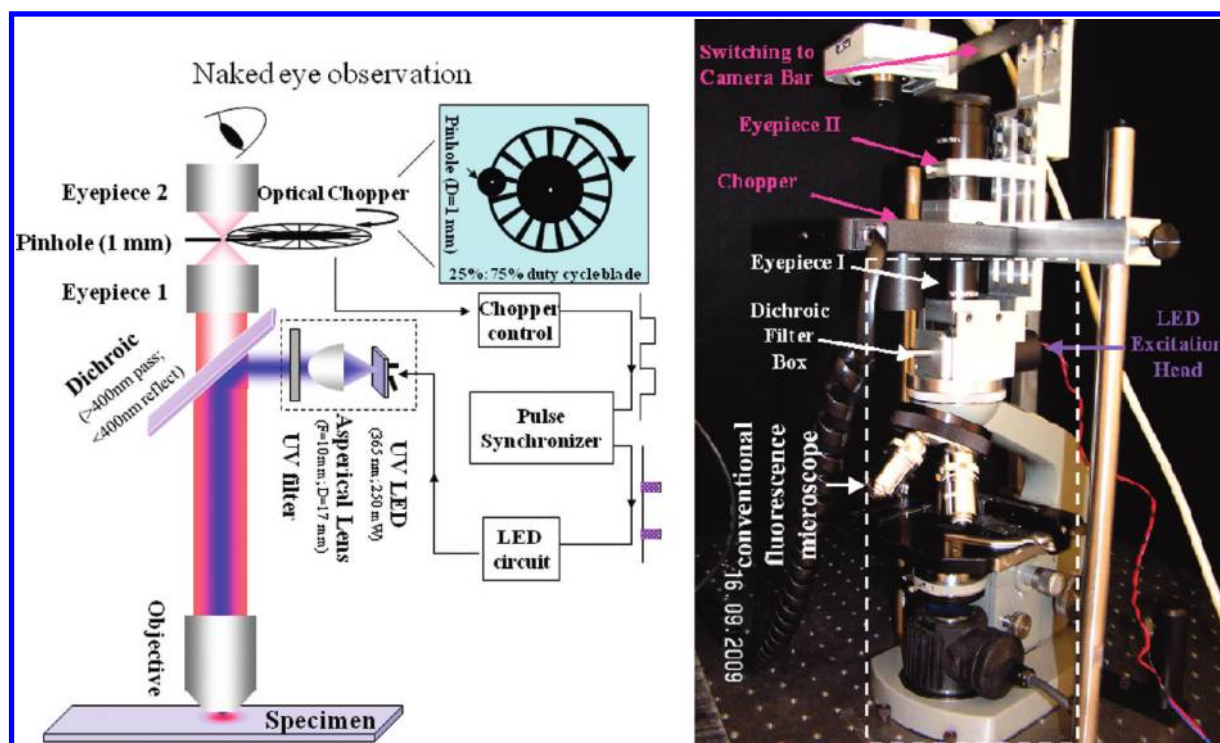 Naked eye observation
Eyepiece 2
Optical Chopper
Pinhole (1 mm)
Eyepiece 1
Pinhole (D=1 mm)
25%: 75% duty cycle blade
Chopper
control
Dichroic
(>400nm pass;
<400nm reflect)
UV filter
Asperical Lens
(F=10mm; D=17 mm)
UV LED
(365 nm; 250 mW)
Pulse
Synchronizer
LED
circuit
Objective
Specimen
Switching to
Camera Bar
Eyepiece II
Chopper
Eyepiece I
Dichroic
Filter
Box
LED
Excitation
Head
conventional
fluorescence
microscope
16 09 2009